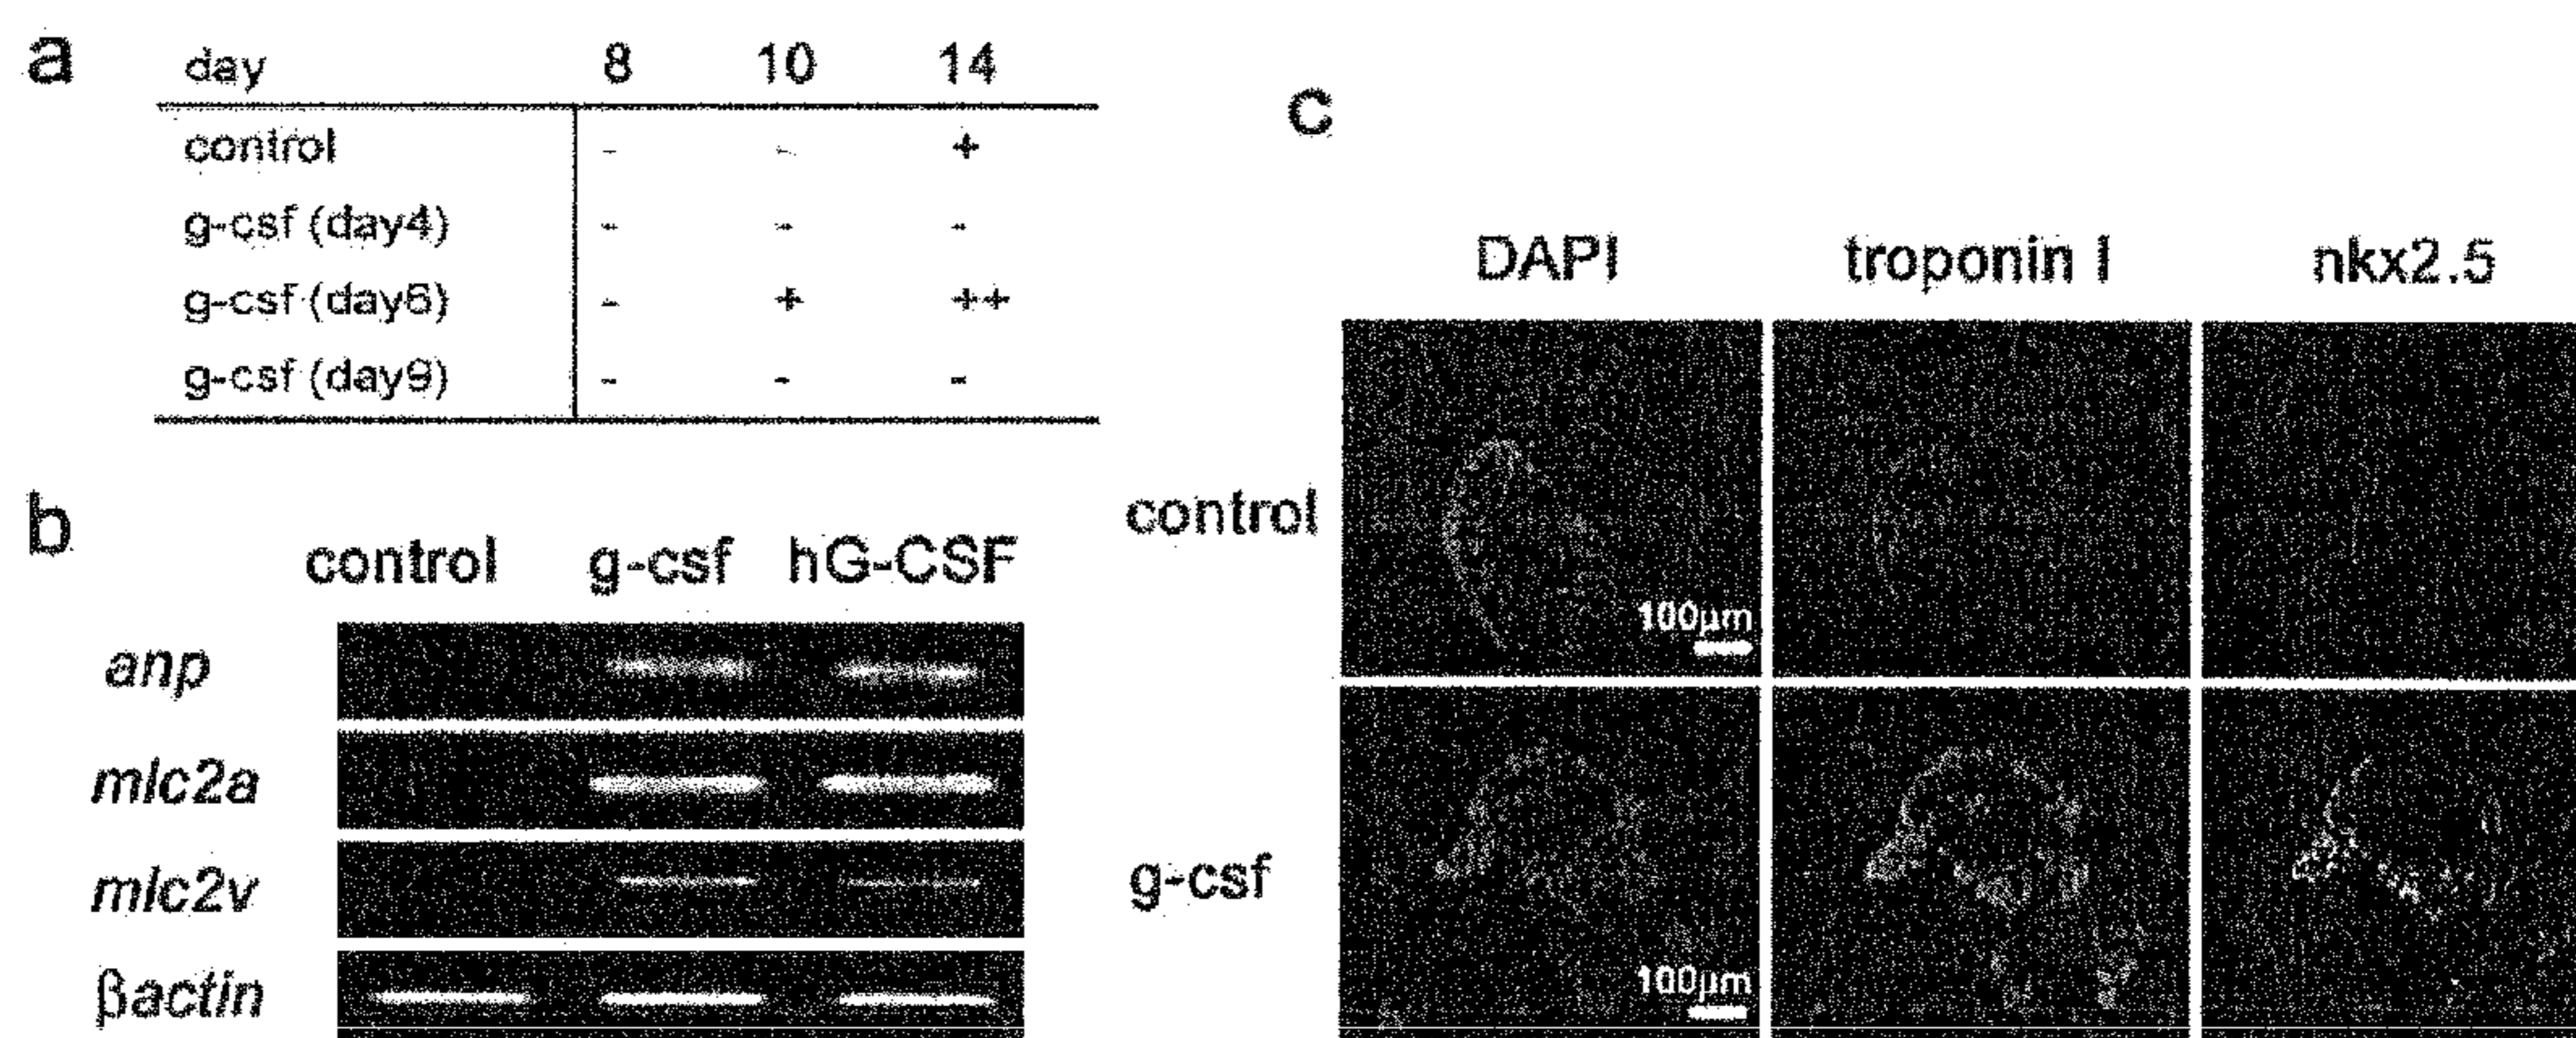 a
day 8 10 14
control - - +
g-csf (day4) - - -
g-csf (day6) - + ++
g-csf (day9) - - -
b
control g-csf hG-CSF
anp
mlc2a
mlc2v
βactin
c
DAPI troponin I nkx2.5
control
100μm
g-csf
100μm